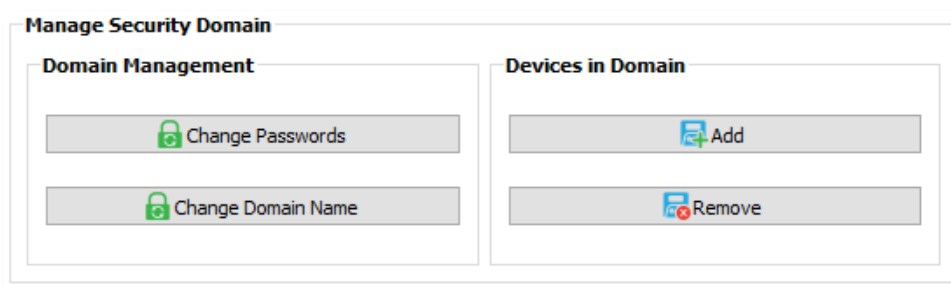 Manage Security Domain
Domain Management
Change Passwords
Change Domain Name
Devices in Domain
Add
Remove